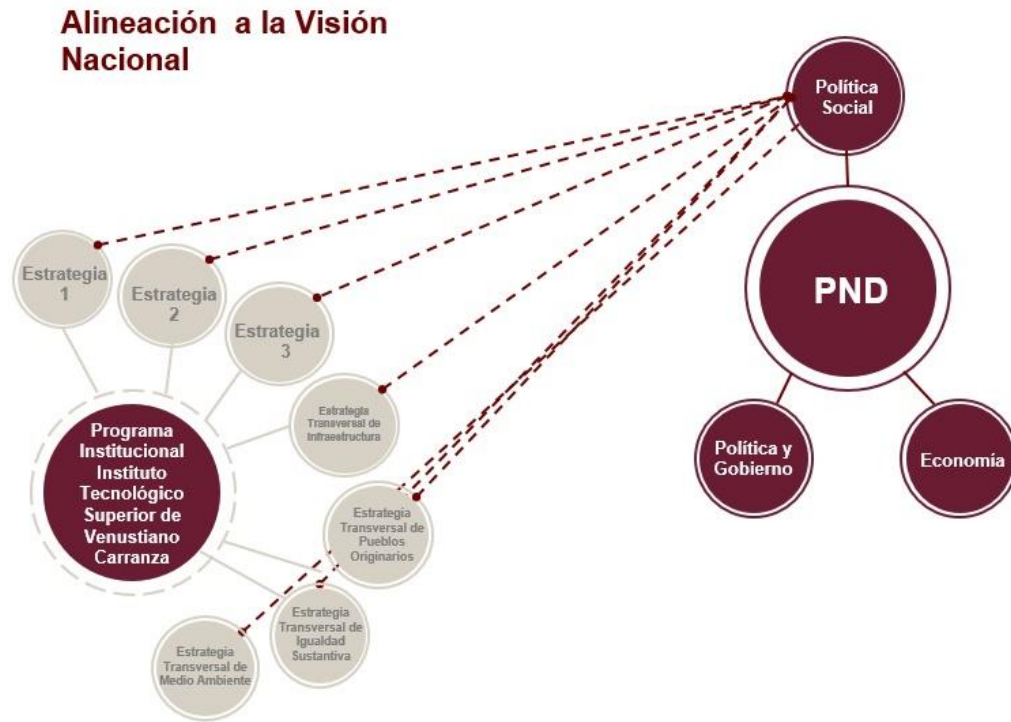 Alineación a la Visión
Nacional
Política
Social
PND
Política y
Gobierno
Economía
Estrategia
1
Estrategia
2
Estrategia
3
Estrategia
Transversal de
Infraestructura
Programa
Institucional
Instituto
Tecnológico
Superior de
Venustiano
Carranza
Estrategia
Transversal de
Pueblos
Originarios
Estrategia
Transversal de
Igualdad
Sustantiva
Estrategia
Transversal de
Medio Ambiente